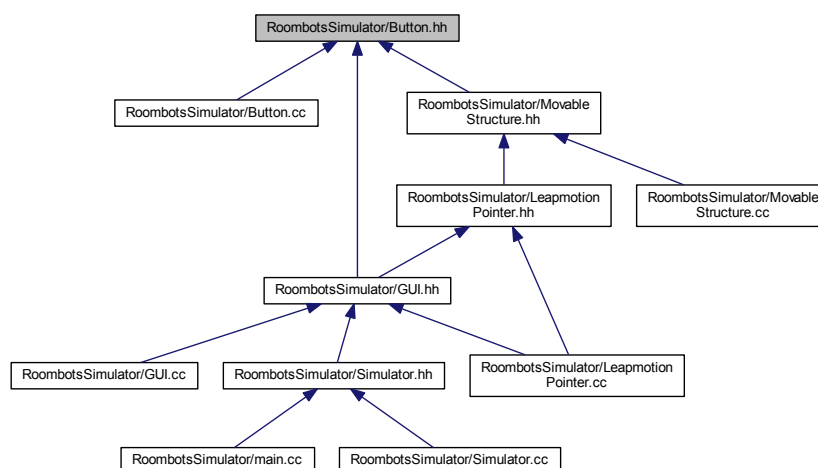 RoombotsSimulator/Button.hh
RoombotsSimulator/Button.cc
RoombotsSimulator/Movable
Structure.hh
RoombotsSimulator/Leapmotion
Pointer.hh
RoombotsSimulator/Movable
Structure.cc
RoombotsSimulator/GUI.hh
RoombotsSimulator/GUI.cc
RoombotsSimulator/Simulator.hh
RoombotsSimulator/Leapmotion
Pointer.cc
RoombotsSimulator/main.cc
RoombotsSimulator/Simulator.cc